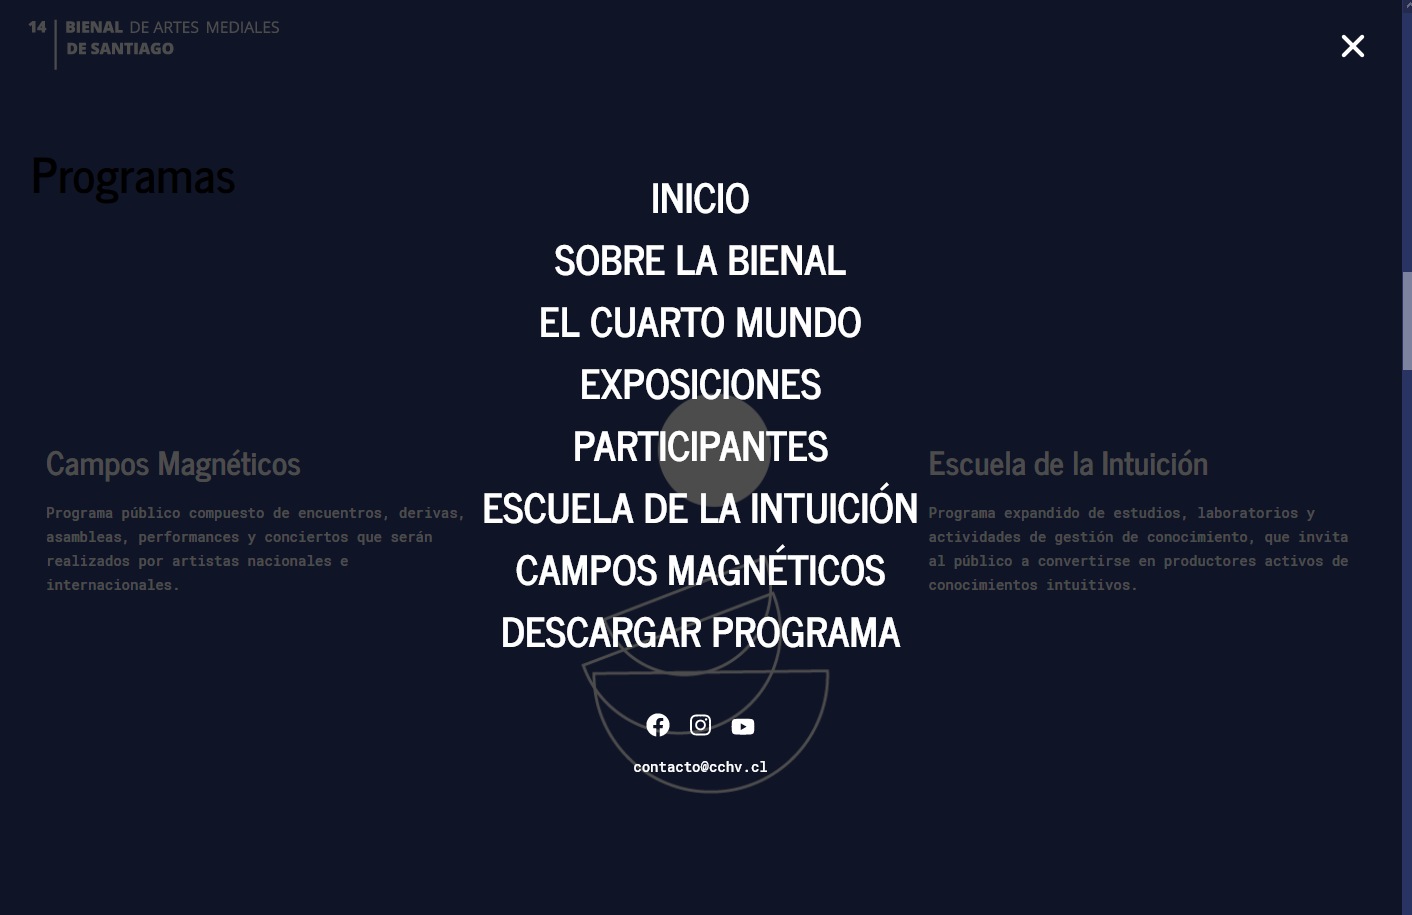 14 BIENAL DE ARTES MEDIALES
DE SANTIAGO
Programas
INICIO
SOBRE LA BIENAL
EL CUARTO MUNDO
EXPOSICIONES
PARTICIPANTES
ESCUELA DE LA INTUICIÓN
CAMPOS MAGNÉTICOS
DESCARGAR PROGRAMA
contacto@cchv.cl
Campos Magnéticos
Programa público compuesto de encuentros, derivas,
asambleas, performances y conciertos que serán
realizados por artistas nacionales e
internacionales.
Escuela de la Intuición
Programa expandido de estudios, laboratorios y
actividades de gestión de conocimiento, que invita
al público a convertirse en productores activos de
conocimientos intuitivos.